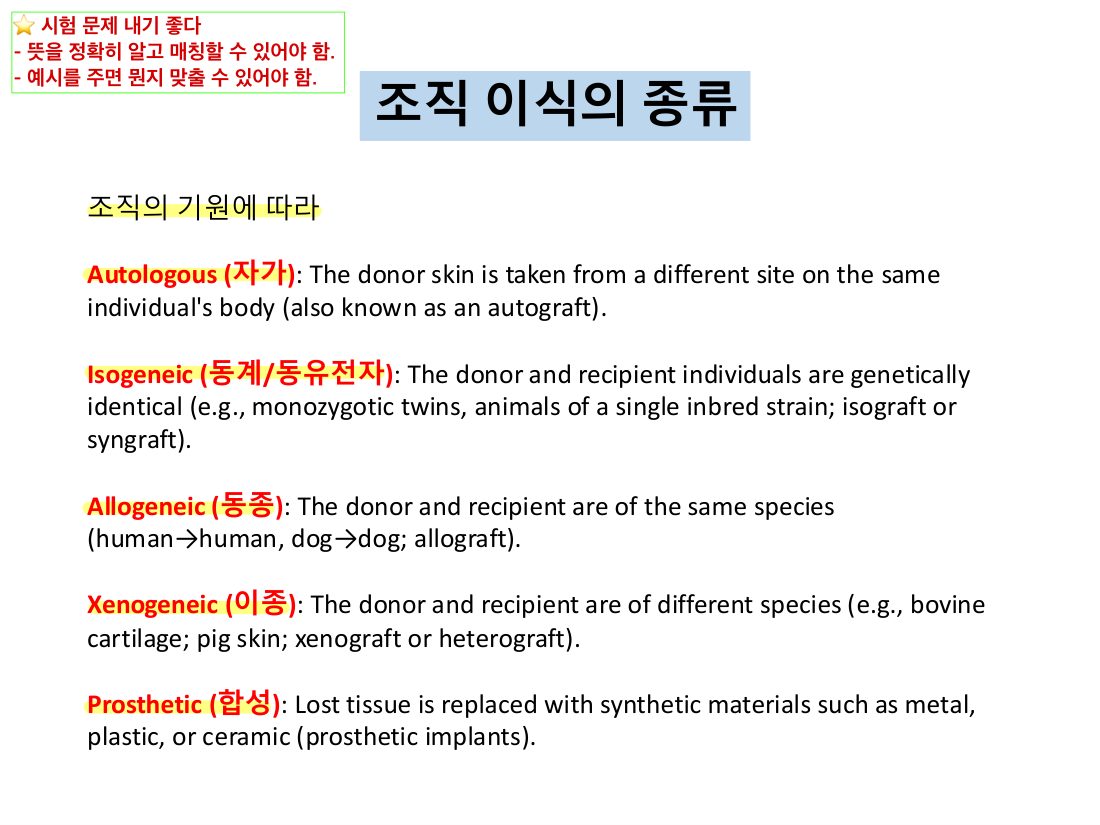 ⭐ 시험 문제 내기 좋다
- 뜻을 정확히 알고 매칭할 수 있어야 함.
- 예시를 주면 뭔지 맞출 수 있어야 함.
조직 이식의 종류
조직의 기원에 따라
Autologous (자가): The donor skin is taken from a different site on the same
individual's body (also known as an autograft).
Isogeneic (동계/동유전자): The donor and recipient individuals are genetically
identical (e.g., monozygotic twins, animals of a single inbred strain; isograft or
syngraft).
Allogeneic (동종): The donor and recipient are of the same species
(human→human, dog→dog; allograft).
Xenogeneic (이종): The donor and recipient are of different species (e.g., bovine
cartilage; pig skin; xenograft or heterograft).
Prosthetic (합성): Lost tissue is replaced with synthetic materials such as metal,
plastic, or ceramic (prosthetic implants).